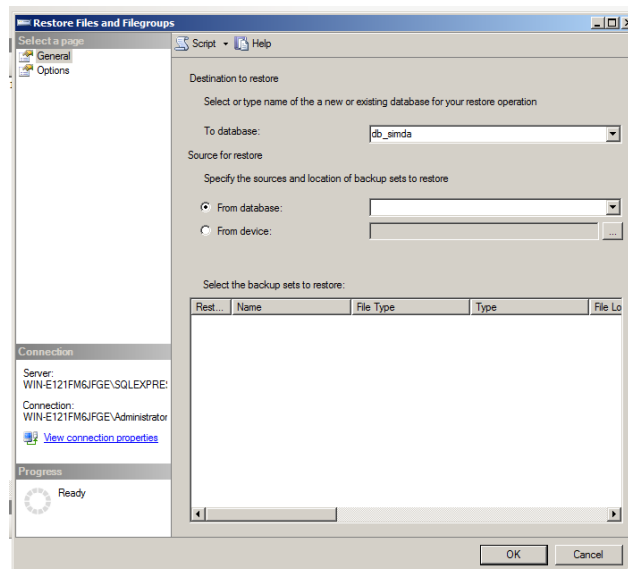 Restore Files and Filegroups
Select a page
General
Options
Script
Help
Destination to restore
Select or type name of the a new or existing database for your restore operation
To database:
db_simda
Source for restore
Specify the sources and location of backup sets to restore
From database:
From device:
...
Select the backup sets to restore:
Rest... Name File Type Type File Lo
Connection
Server:
WIN-E121FM6JFGE\SQLEXPRE
Connection:
WIN-E121FM6JFGE\Administrator
View connection properties
Progress
Ready
OK Cancel